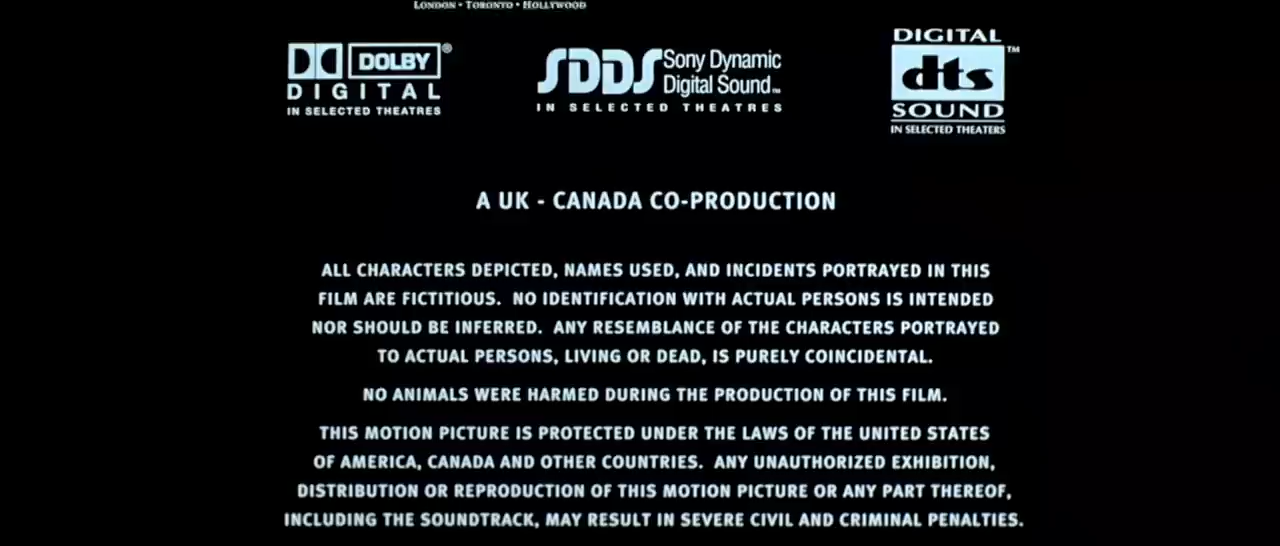 LONDON • TORONTO • HOLLYWOOD
DOLBY®
DIGITAL
IN SELECTED THEATRES
SDDS Sony Dynamic
Digital Sound™
IN SELECTED THEATRES
DIGITAL
dts™
SOUND
IN SELECTED THEATERS
A UK - CANADA CO-PRODUCTION
ALL CHARACTERS DEPICTED, NAMES USED, AND INCIDENTS PORTRAYED IN THIS
FILM ARE FICTITIOUS. NO IDENTIFICATION WITH ACTUAL PERSONS IS INTENDED
NOR SHOULD BE INFERRED. ANY RESEMBLANCE OF THE CHARACTERS PORTRAYED
TO ACTUAL PERSONS, LIVING OR DEAD, IS PURELY COINCIDENTAL.
NO ANIMALS WERE HARMED DURING THE PRODUCTION OF THIS FILM.
THIS MOTION PICTURE IS PROTECTED UNDER THE LAWS OF THE UNITED STATES
OF AMERICA, CANADA AND OTHER COUNTRIES. ANY UNAUTHORIZED EXHIBITION,
DISTRIBUTION OR REPRODUCTION OF THIS MOTION PICTURE OR ANY PART THEREOF,
INCLUDING THE SOUNDTRACK, MAY RESULT IN SEVERE CIVIL AND CRIMINAL PENALTIES.